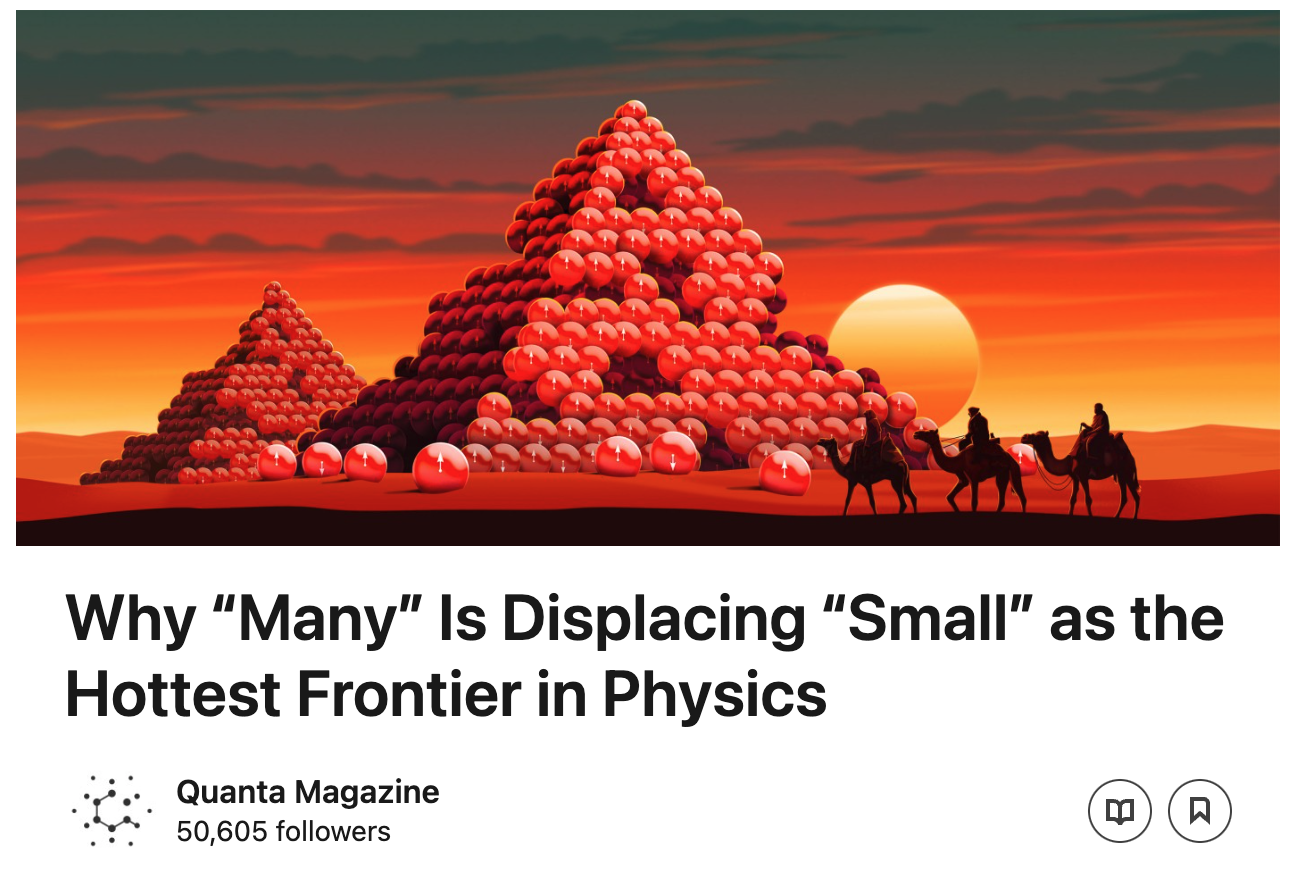 Why “Many” Is Displacing “Small” as the
Hottest Frontier in Physics
Quanta Magazine
50,605 followers